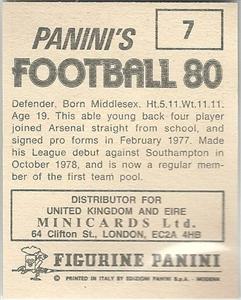 7
PANINI'S
FOOTBALL 80
Defender, Born Middlesex. Ht.5.11.Wt.11.11.
Age 19. This able young back four player
joined Arsenal straight from school, and
signed pro forms in February 1977. Made
his League debut against Southampton in
October 1978, and is now a regular mem-
ber of the first team pool.
DISTRIBUTOR FOR
UNITED KINGDOM AND EIRE
MINICARDS Ltd.
64 Clifton St., LONDON, EC2A 4HB
FIGURINE PANINI
© PRINTED IN ITALY BY EDIZIONI PANINI S.p.A. - MODENA